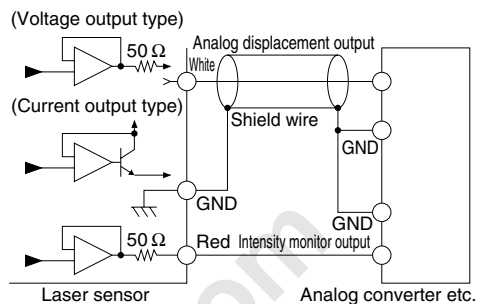 (Voltage output type)
50 Ω
Analog displacement output
White
(Current output type)
Shield wire
GND
GND
GND
50 Ω
Red
Intensity monitor output
Laser sensor
Analog converter etc.